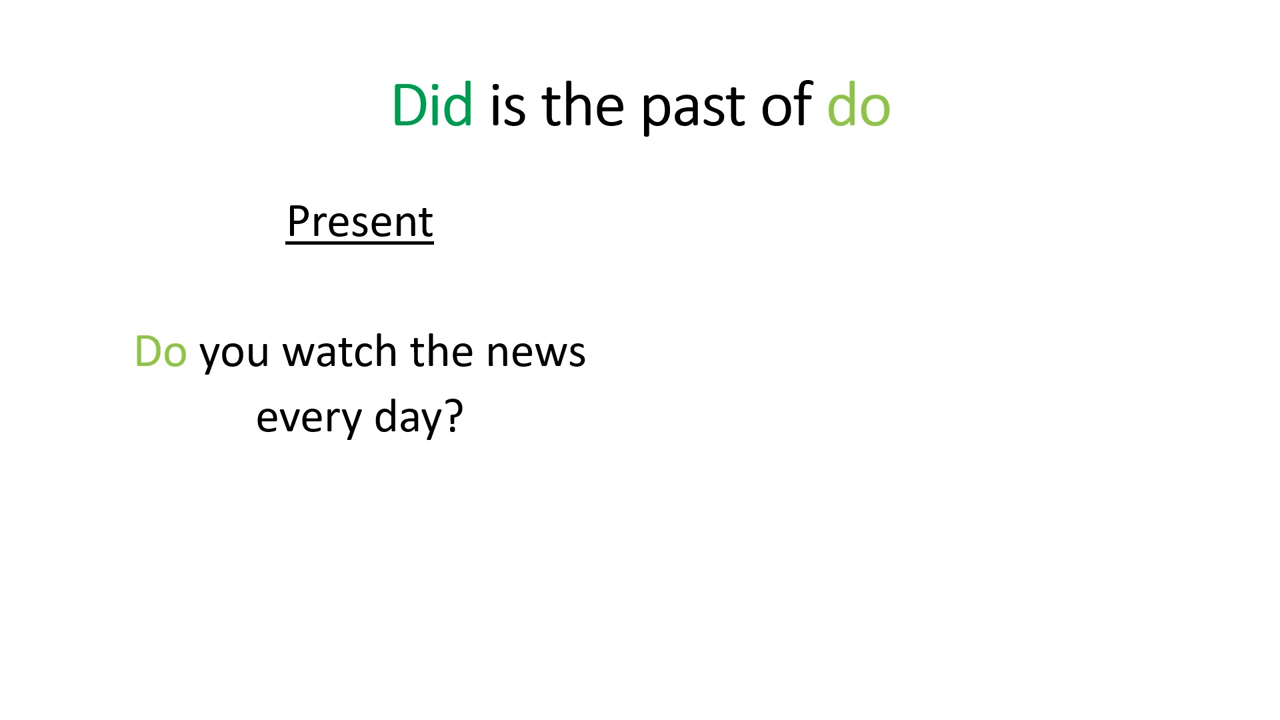 Did is the past of do
Present
Do you watch the news
every day?